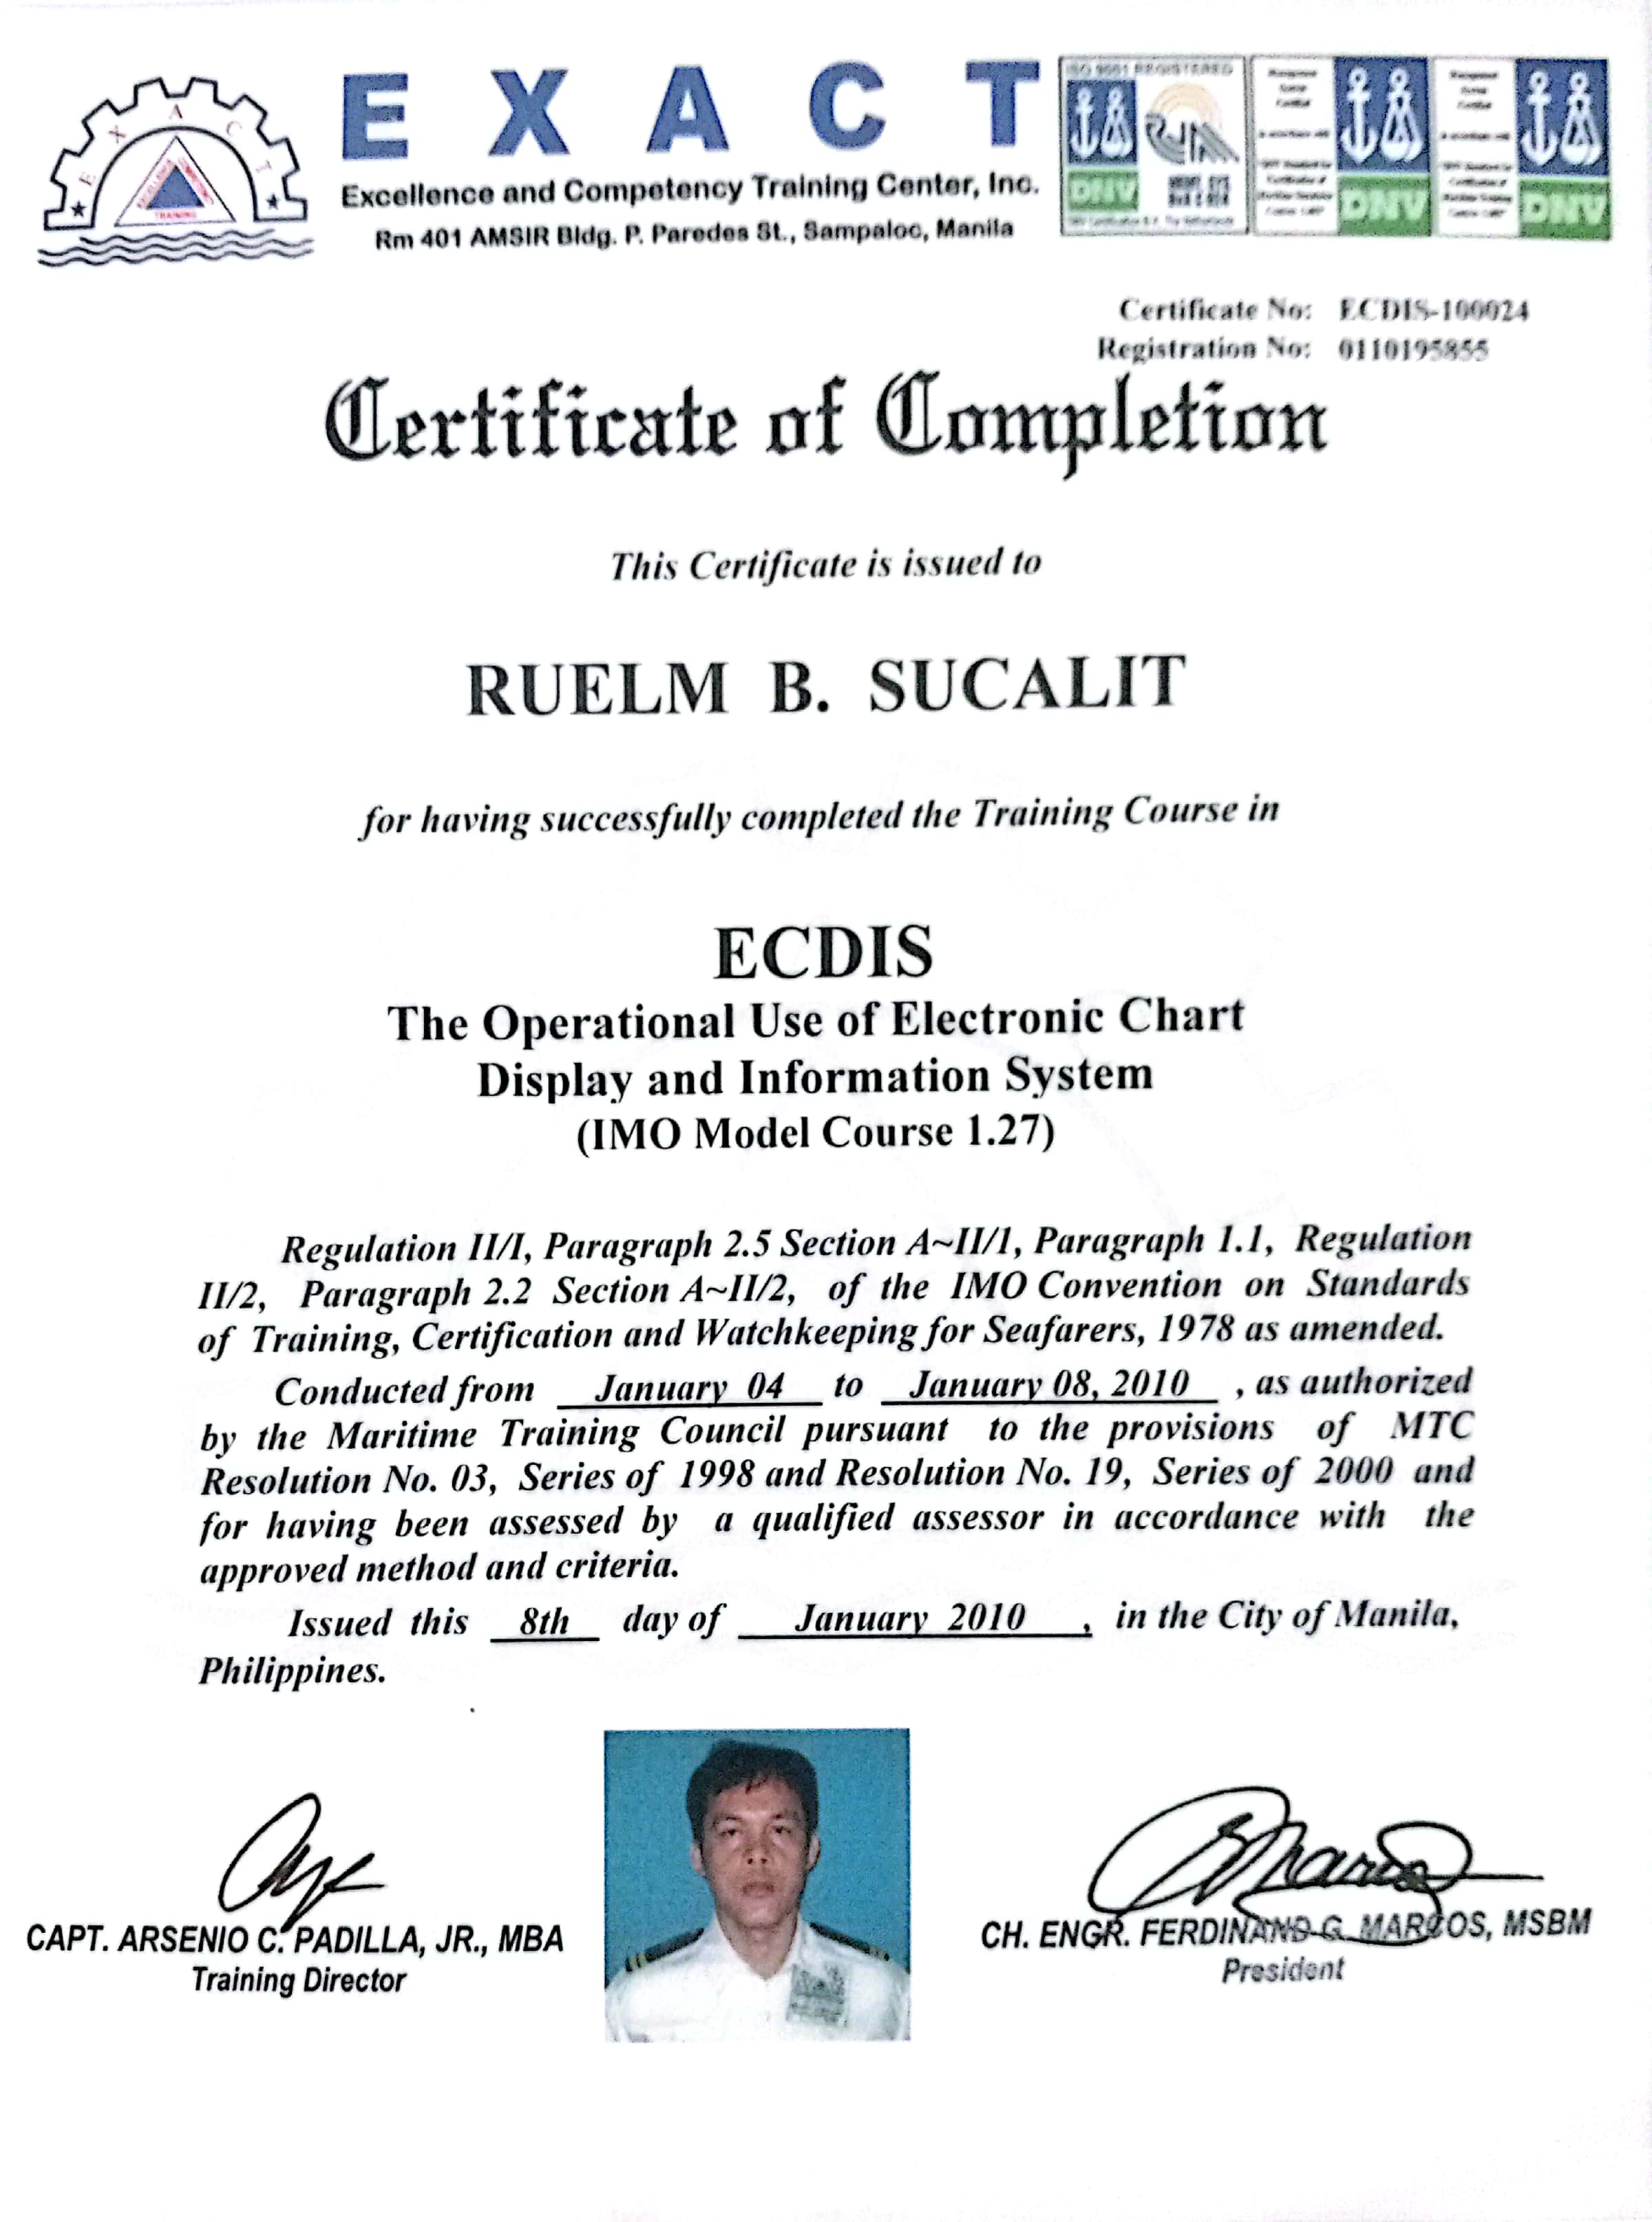 E X A C T
EXACT
TRAINING
Excellence and Competency Training Center, Inc.
Rm 401 AMSIR Bldg. P. Paredes St., Sampaloc, Manila
ISO 9001 REGISTERED
DNV
DNV
DNV
Certificate No: ECDIS-100024
Registration No: 0110195855
Certificate of Completion
This Certificate is issued to
RUELM B. SUCALIT
for having successfully completed the Training Course in
ECDIS
The Operational Use of Electronic Chart
Display and Information System
(IMO Model Course 1.27)
Regulation II/I, Paragraph 2.5 Section A~II/1, Paragraph 1.1, Regulation
II/2, Paragraph 2.2 Section A~II/2, of the IMO Convention on Standards
of Training, Certification and Watchkeeping for Seafarers, 1978 as amended.
Conducted from January 04 to January 08, 2010 , as authorized
by the Maritime Training Council pursuant to the provisions of MTC
Resolution No. 03, Series of 1998 and Resolution No. 19, Series of 2000 and
for having been assessed by a qualified assessor in accordance with the
approved method and criteria.
Issued this 8th day of January 2010 , in the City of Manila,
Philippines.
CAPT. ARSENIO C. PADILLA, JR., MBA
Training Director
CH. ENGR. FERDINAND G. MARCOS, MSBM
President